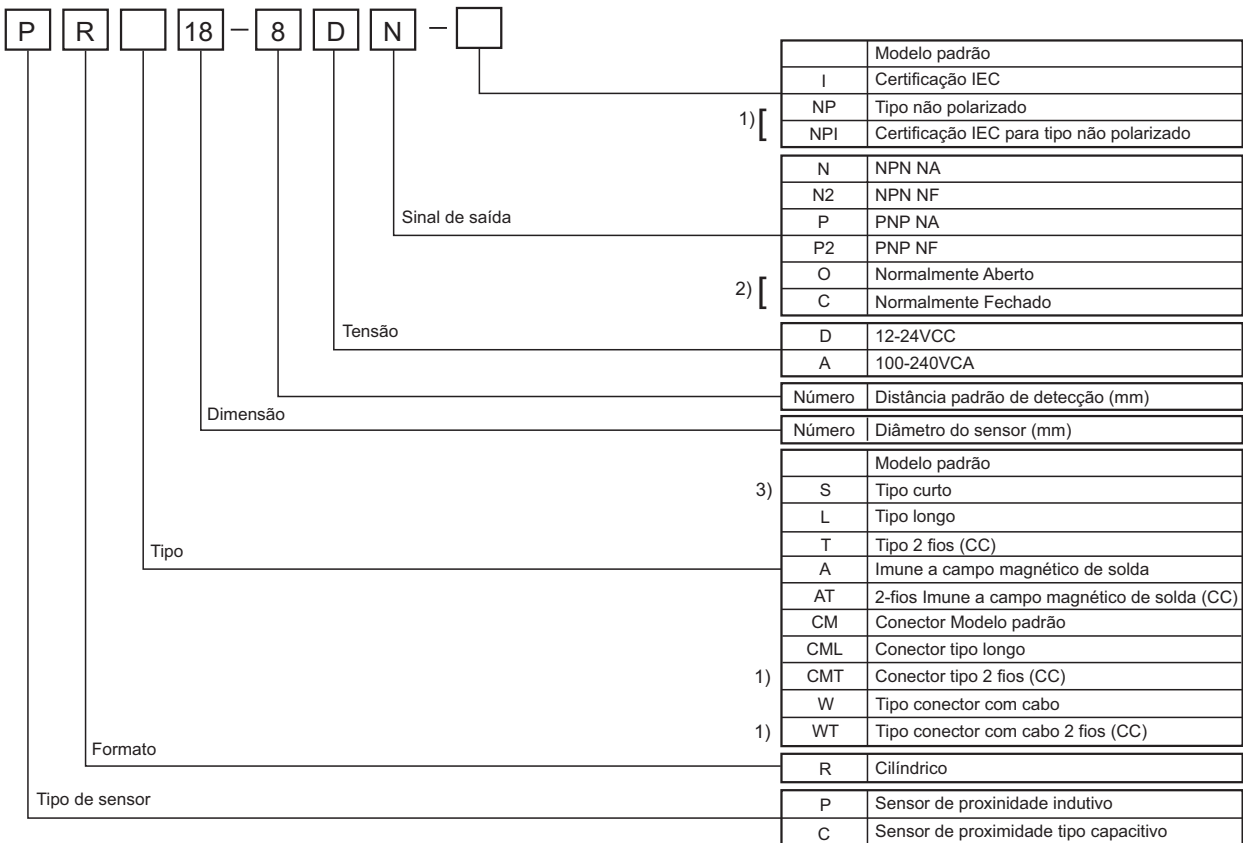 P R 18 – 8 D N –
Modelo padrão
I Certificação IEC
1)[ NP Tipo não polarizado
NPI Certificação IEC para tipo não polarizado
N NPN NA
N2 NPN NF
Sinal de saída
P PNP NA
P2 PNP NF
2)[ O Normalmente Aberto
C Normalmente Fechado
Tensão
D 12-24VCC
A 100-240VCA
Número Distância padrão de detecção (mm)
Dimensão
Número Diâmetro do sensor (mm)
Modelo padrão
3) S Tipo curto
L Tipo longo
T Tipo 2 fios (CC)
Tipo
A Imune a campo magnético de solda
AT 2-fios Imune a campo magnético de solda (CC)
CM Conector Modelo padrão
CML Conector tipo longo
1) CMT Conector tipo 2 fios (CC)
W Tipo conector com cabo
1) WT Tipo conector com cabo 2 fios (CC)
Formato
R Cilíndrico
Tipo de sensor
P Sensor de proxinidade indutivo
C Sensor de proximidade tipo capacitivo